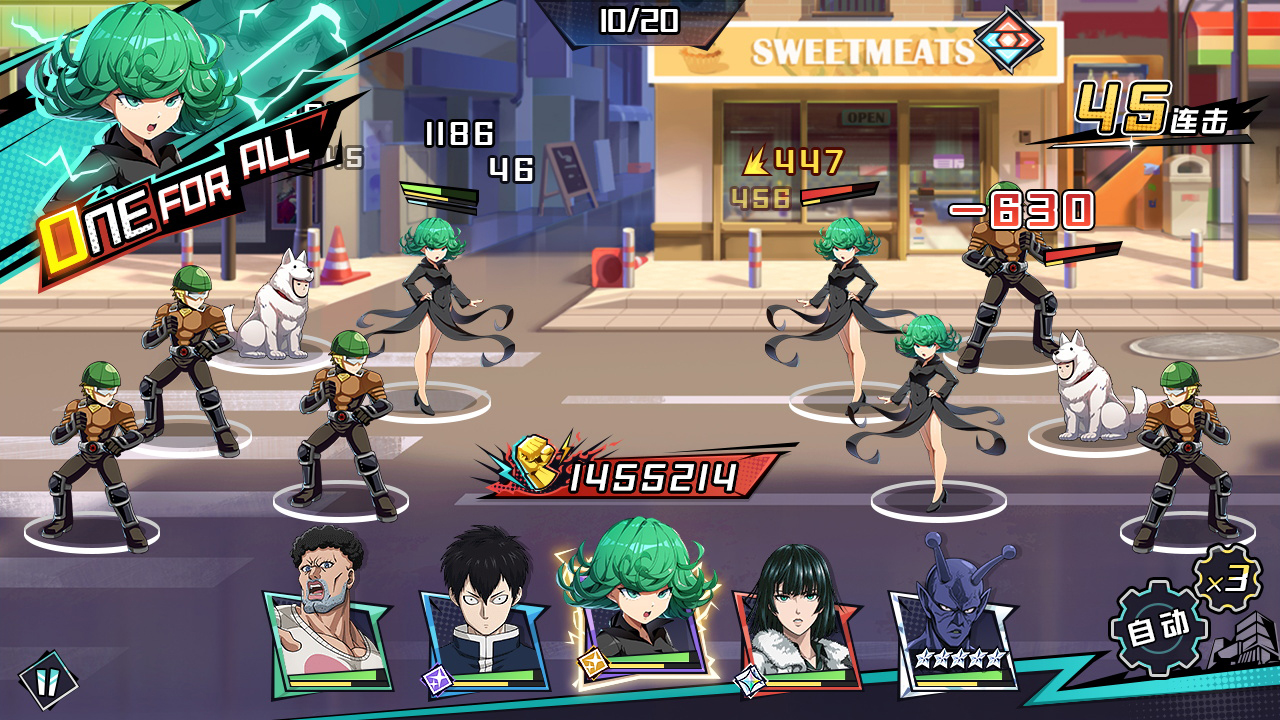 10/20
SWEETMEATS
OPEN
45连击
ONE FOR ALL
45
1186
46
447
456
-630
1455214
×3
自动